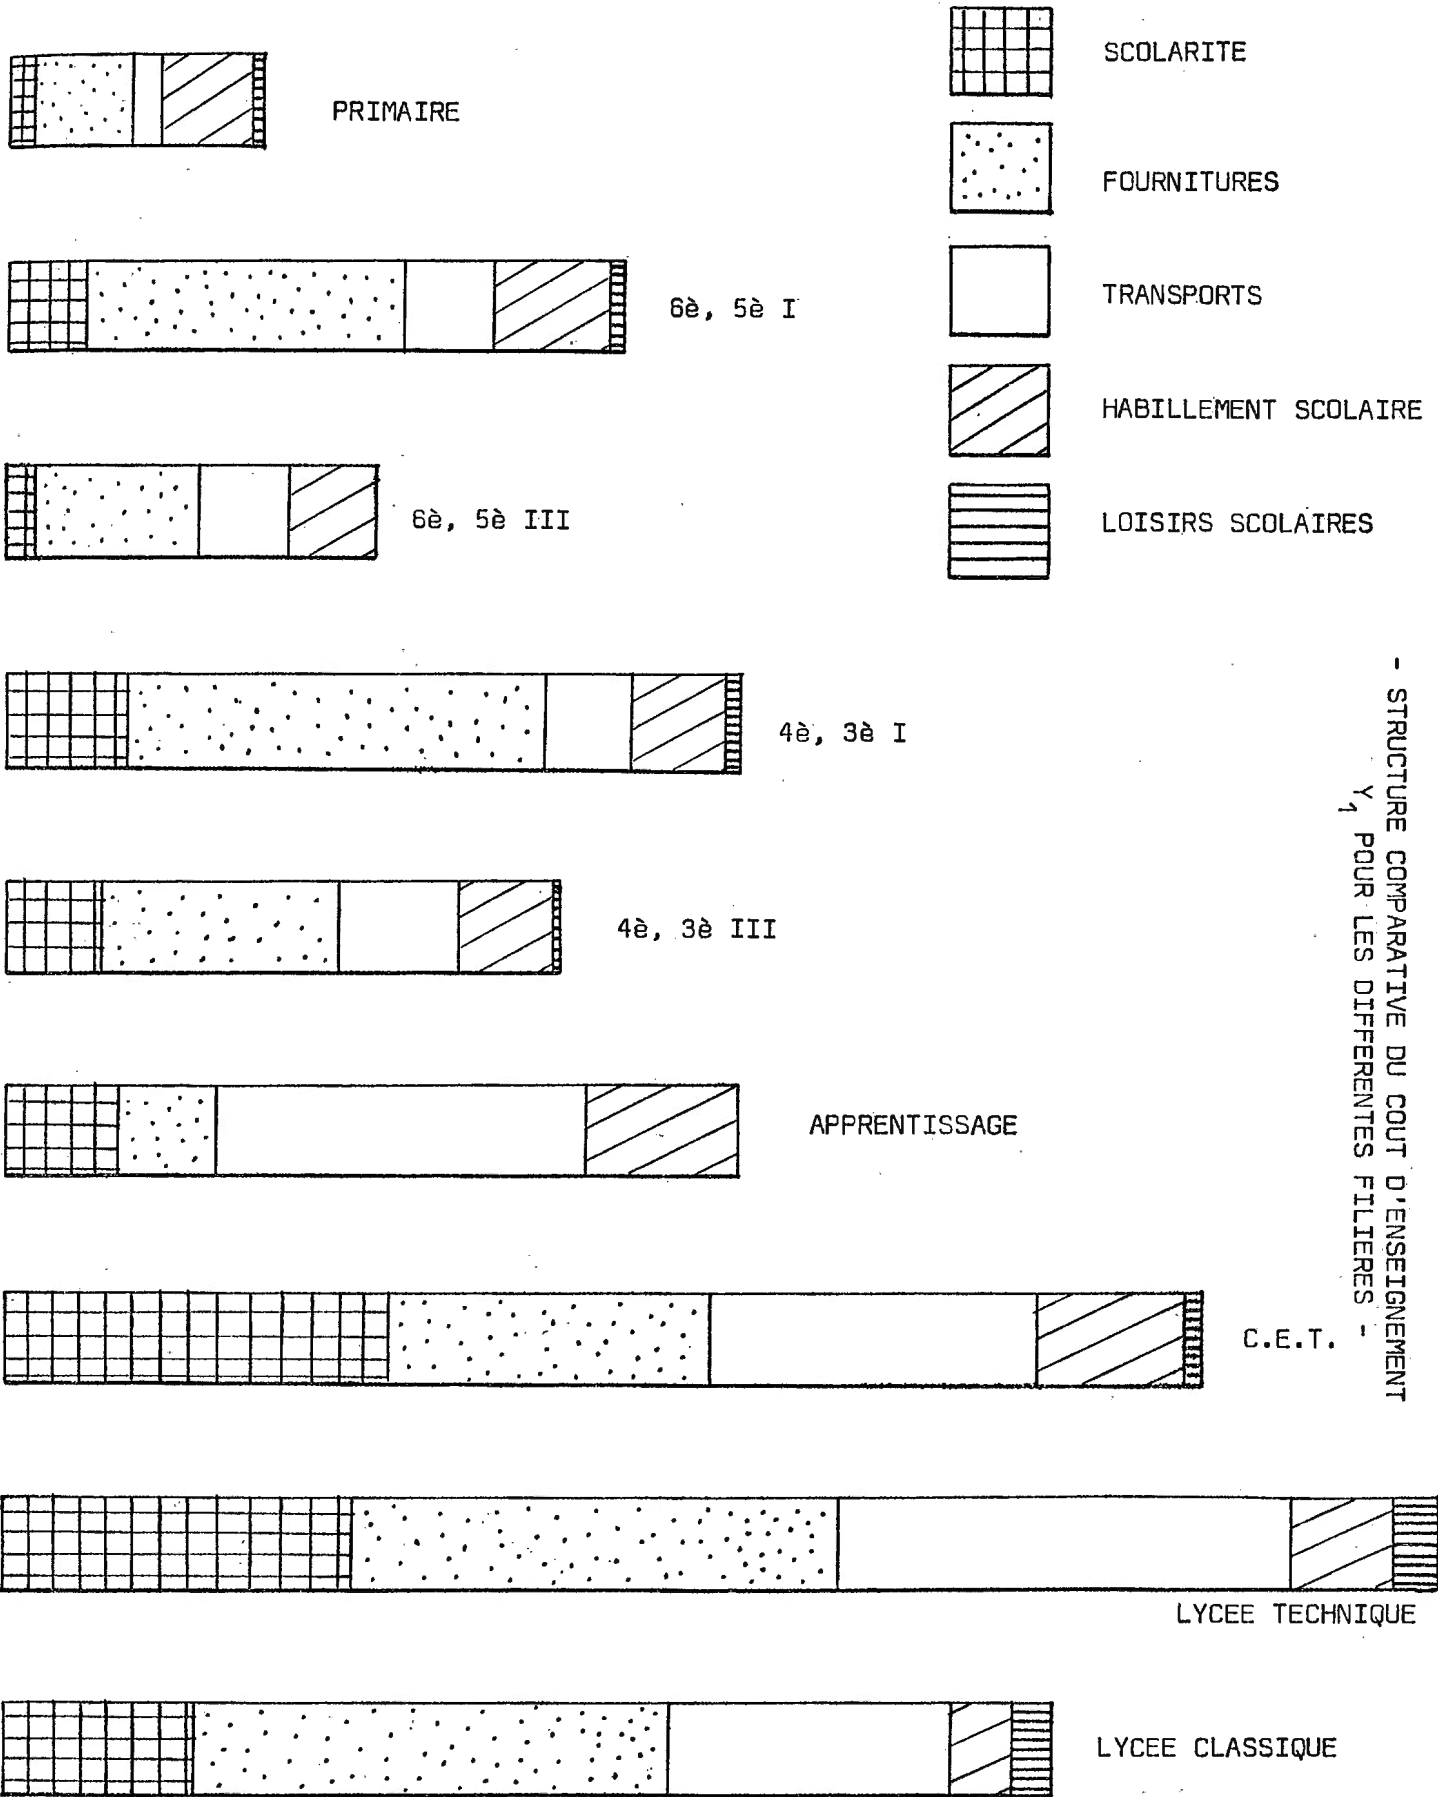 SCOLARITE
FOURNITURES
TRANSPORTS
HABILLEMENT SCOLAIRE
LOISIRS SCOLAIRES
PRIMAIRE
6è, 5è I
6è, 5è III
4è, 3è I
4è, 3è III
APPRENTISSAGE
C.E.T.
LYCEE TECHNIQUE
LYCEE CLASSIQUE
- STRUCTURE COMPARATIVE DU COUT D'ENSEIGNEMENT
Y1 POUR LES DIFFERENTES FILIERES -